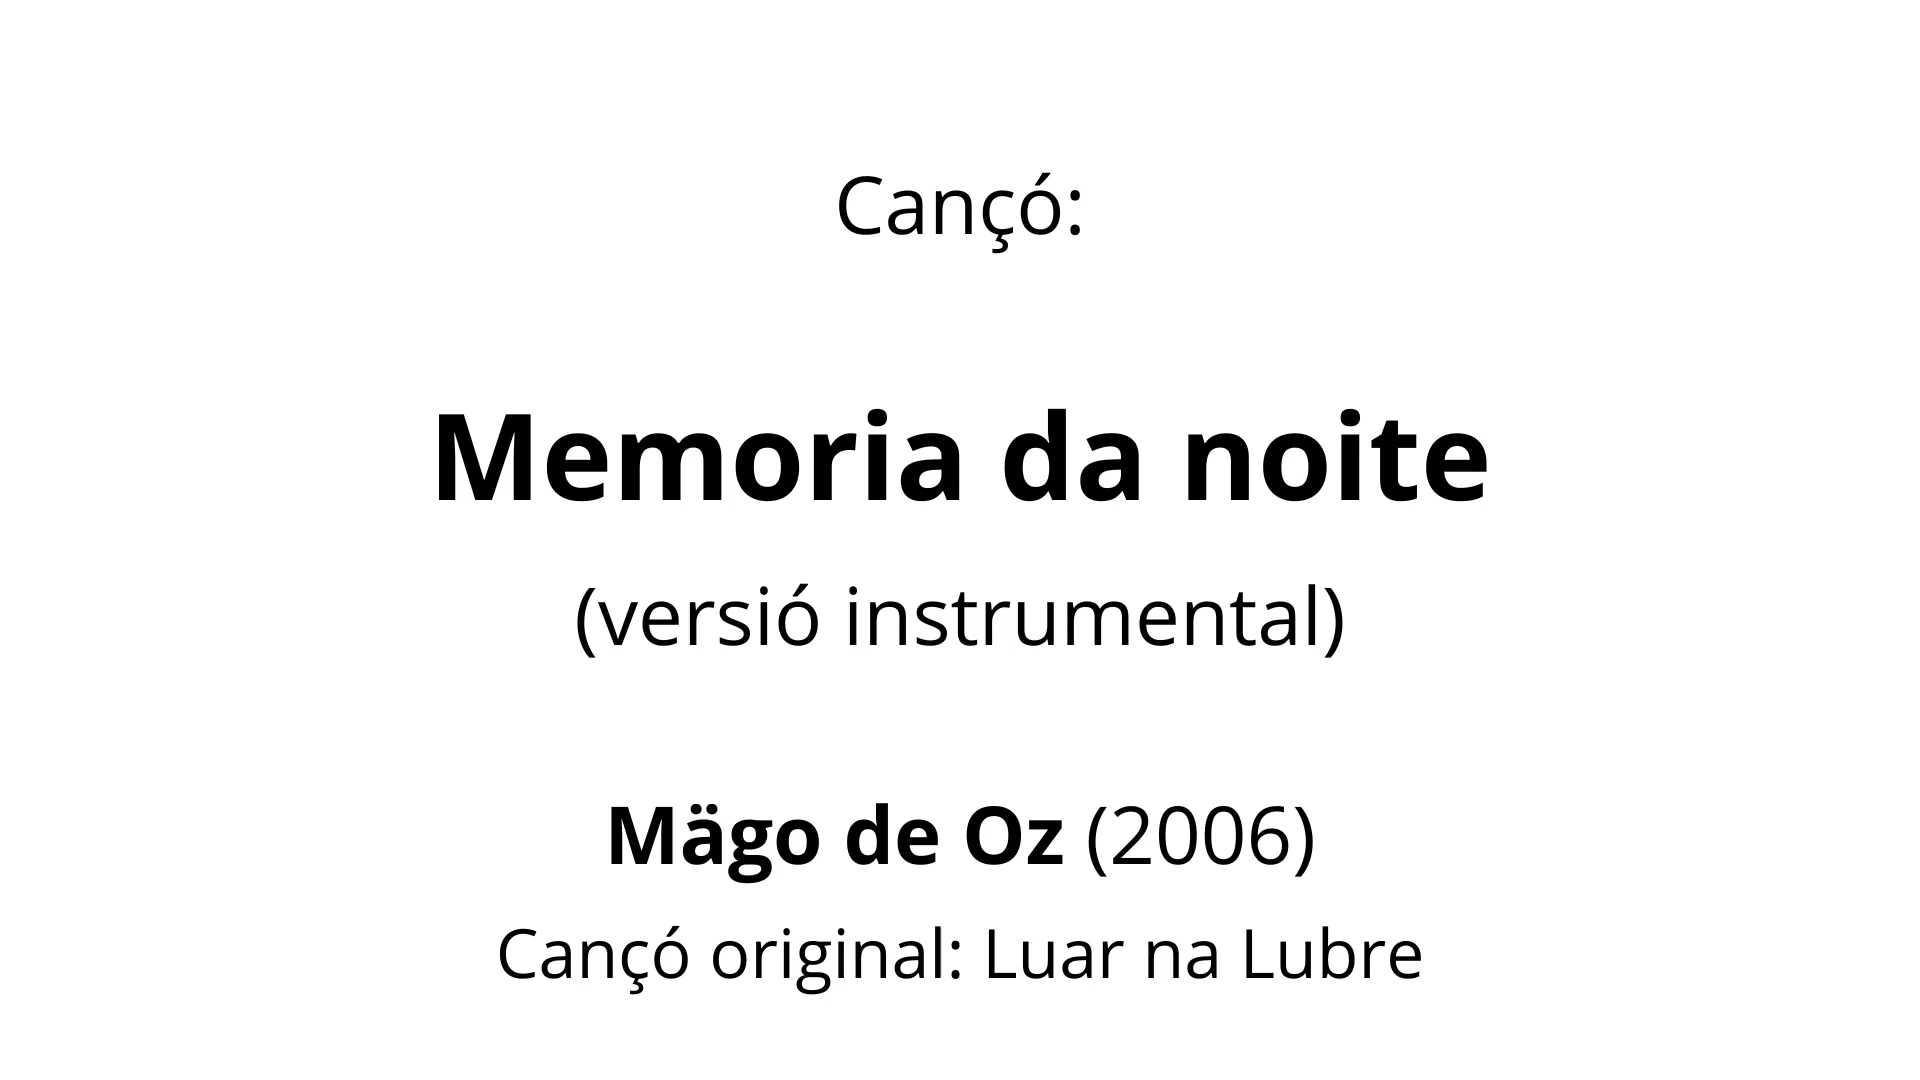 Cançó:
Memoria da noite
(versió instrumental)
Mägo de Oz (2006)
Cançó original: Luar na Lubre